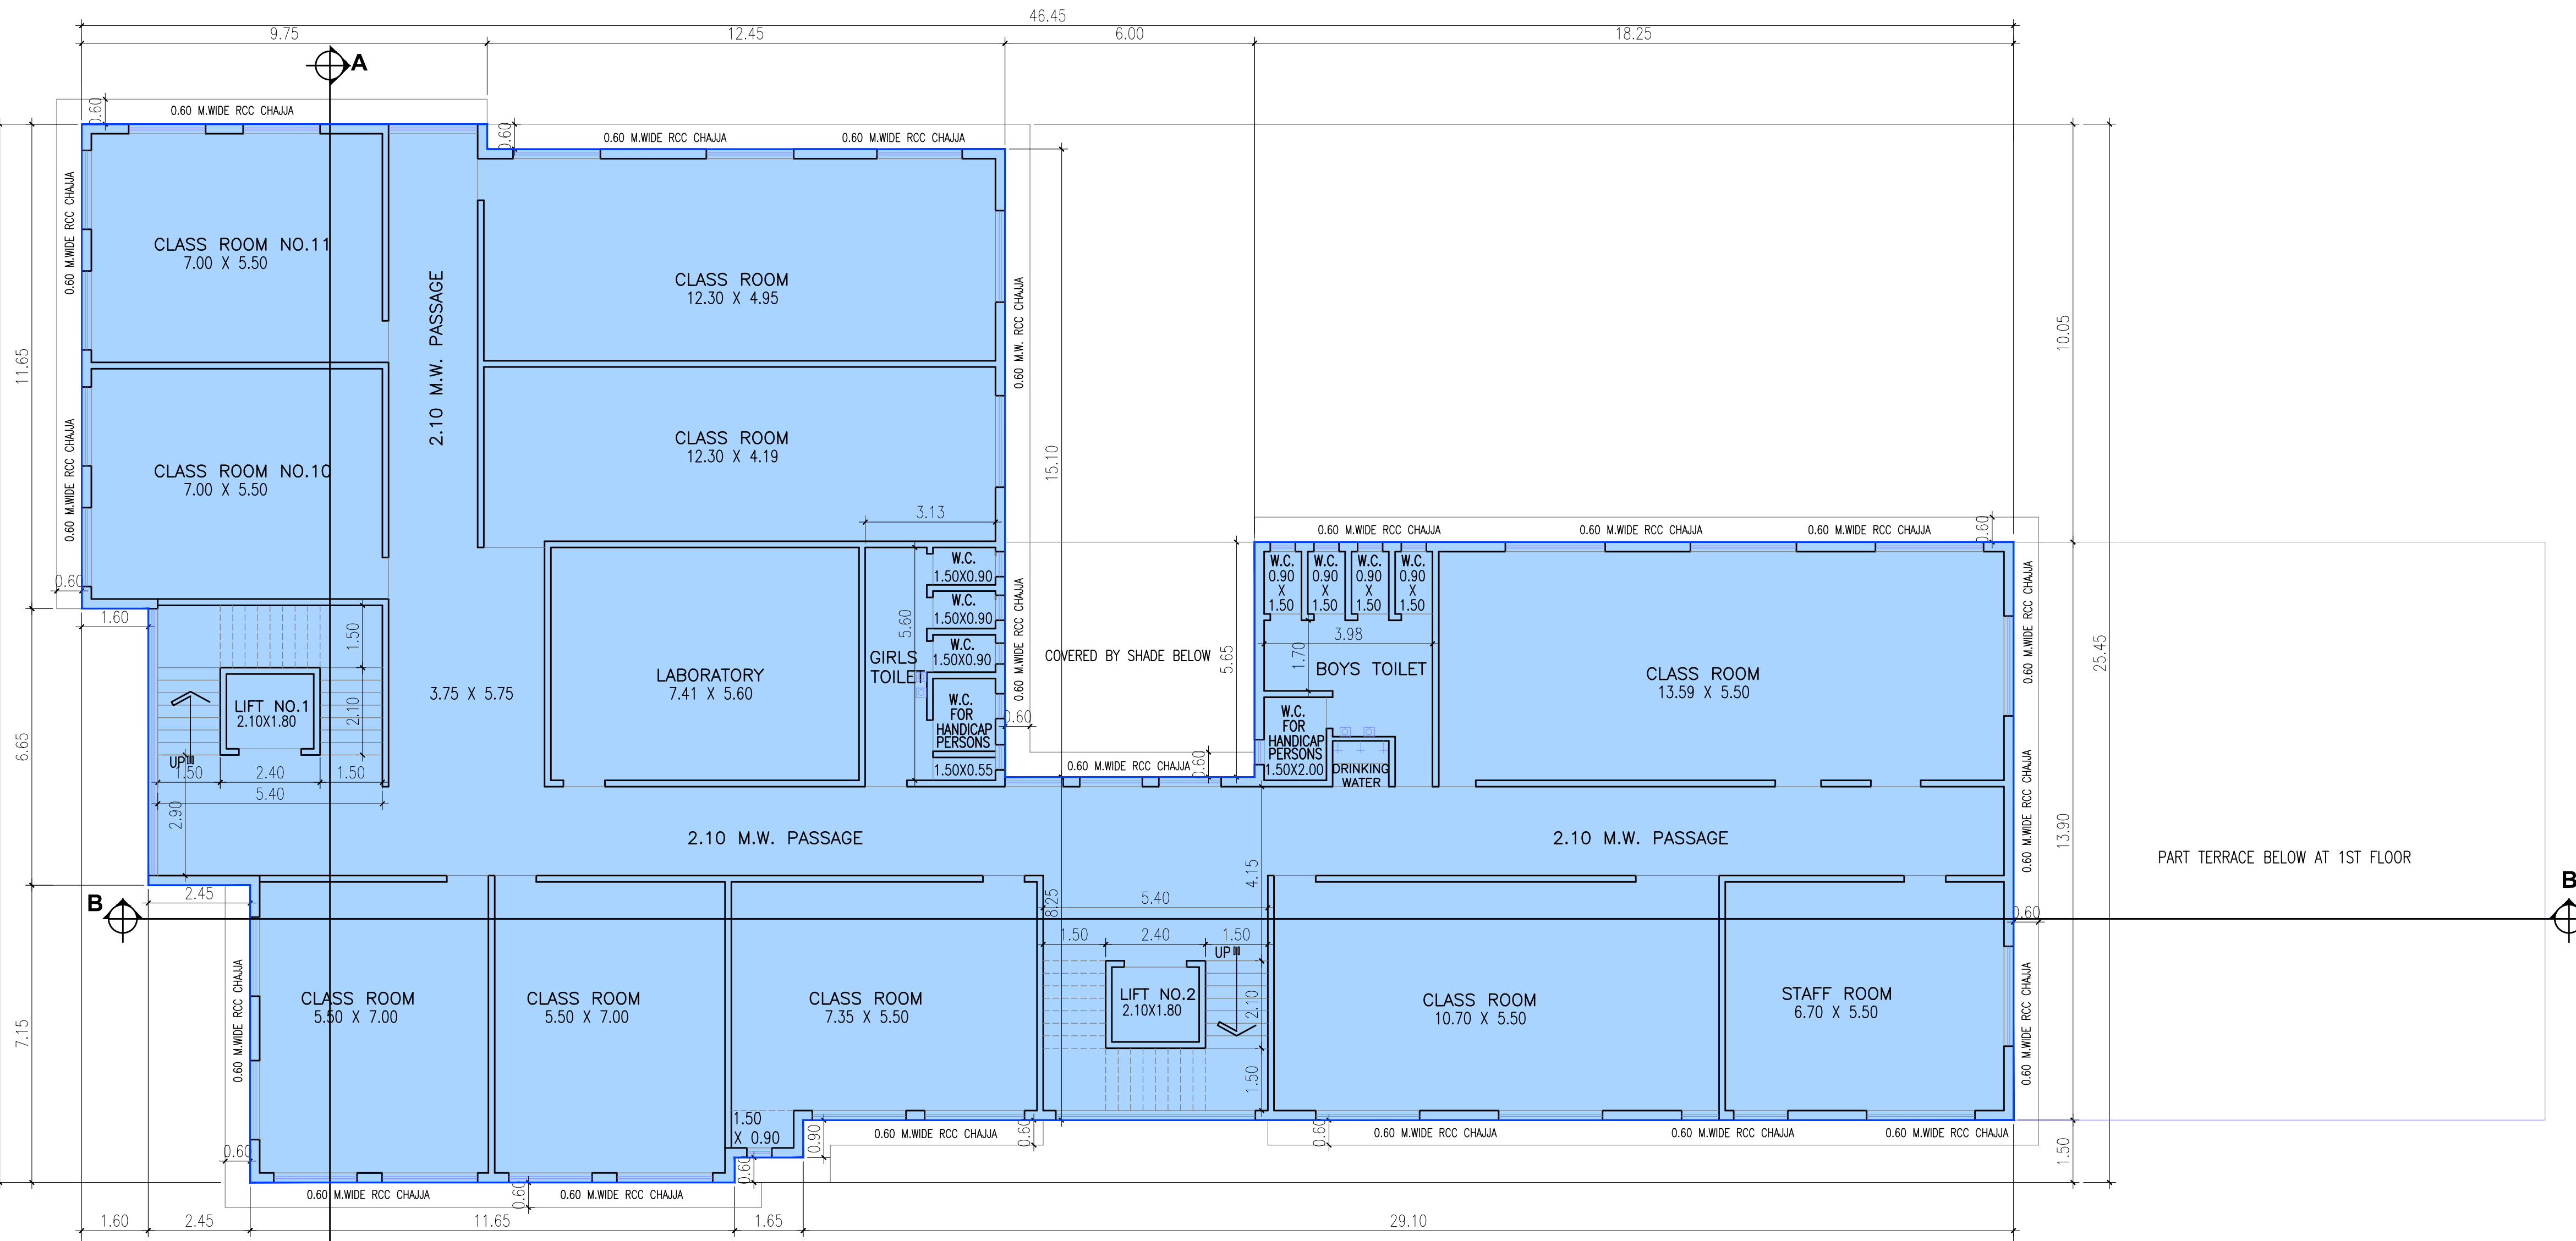 46.45
9.75
12.45
6.00
18.25
A
0.60
0.60 M.WIDE RCC CHAJJA
0.60
0.60 M.WIDE RCC CHAJJA
0.60 M.WIDE RCC CHAJJA
0.60 M.WIDE RCC CHAJJA
CLASS ROOM NO.11
7.00 X 5.50
2.10 M.W. PASSAGE
CLASS ROOM
12.30 X 4.95
0.60 M.W. RCC CHAJJA
11.65
10.05
CLASS ROOM
12.30 X 4.19
15.10
0.60 M.WIDE RCC CHAJJA
CLASS ROOM NO.10
7.00 X 5.50
3.13
0.60 M.WIDE RCC CHAJJA
0.60 M.WIDE RCC CHAJJA
0.60 M.WIDE RCC CHAJJA
0.60
0.60
1.60
1.50
W.C.
1.50X0.90
W.C.
1.50X0.90
W.C.
1.50X0.90
5.60
0.60 M.WIDE RCC CHAJJA
W.C.
0.90
X
1.50
W.C.
0.90
X
1.50
W.C.
0.90
X
1.50
W.C.
0.90
X
1.50
3.98
1.70
BOYS TOILET
0.60 M.WIDE RCC CHAJJA
25.45
GIRLS
TOILET
COVERED BY SHADE BELOW
5.65
LABORATORY
7.41 X 5.60
CLASS ROOM
13.59 X 5.50
3.75 X 5.75
LIFT NO.1
2.10X1.80
2.10
W.C.
FOR
HANDICAP
PERSONS
1.50X0.55
0.60
W.C.
FOR
HANDICAP
PERSONS
1.50X2.00
DRINKING
WATER
6.65
UP
1.50
2.40
1.50
5.40
2.90
0.60 M.WIDE RCC CHAJJA
0.60
0.60 M.WIDE RCC CHAJJA
13.90
2.10 M.W. PASSAGE
2.10 M.W. PASSAGE
PART TERRACE BELOW AT 1ST FLOOR
4.15
B
B
2.45
8.25
5.40
0.60
1.50
2.40
1.50
UP
0.60 M.WIDE RCC CHAJJA
CLASS ROOM
5.50 X 7.00
CLASS ROOM
5.50 X 7.00
CLASS ROOM
7.35 X 5.50
LIFT NO.2
2.10X1.80
2.10
CLASS ROOM
10.70 X 5.50
STAFF ROOM
6.70 X 5.50
0.60 M.WIDE RCC CHAJJA
7.15
1.50
1.50
X 0.90
0.90
0.60 M.WIDE RCC CHAJJA
0.60
0.60
0.60 M.WIDE RCC CHAJJA
0.60 M.WIDE RCC CHAJJA
0.60 M.WIDE RCC CHAJJA
1.50
0.60
0.60
0.60 M.WIDE RCC CHAJJA
0.60
0.60 M.WIDE RCC CHAJJA
1.60
2.45
11.65
1.65
29.10